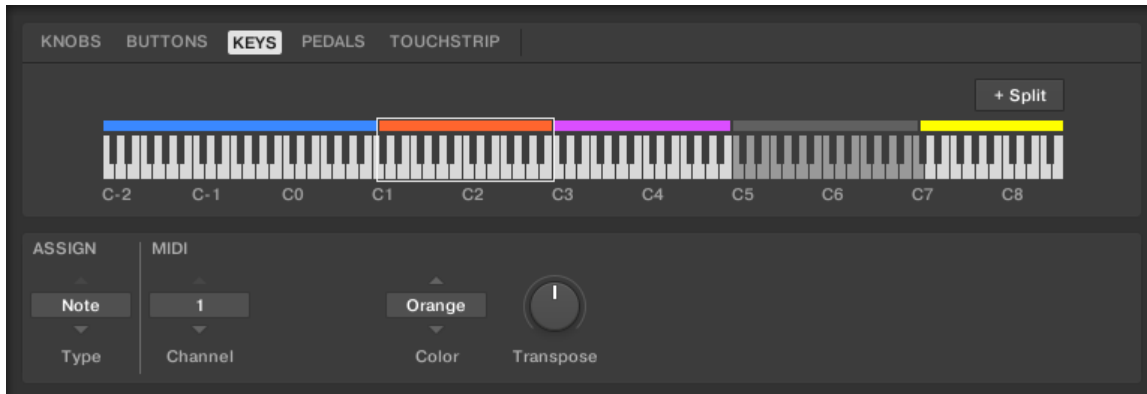 KNOBS BUTTONS KEYS PEDALS TOUCHSTRIP
+ Split
C-2 C-1 C0 C1 C2 C3 C4 C5 C6 C7 C8
ASSIGN MIDI
Note 1 Orange
Type Channel Color Transpose